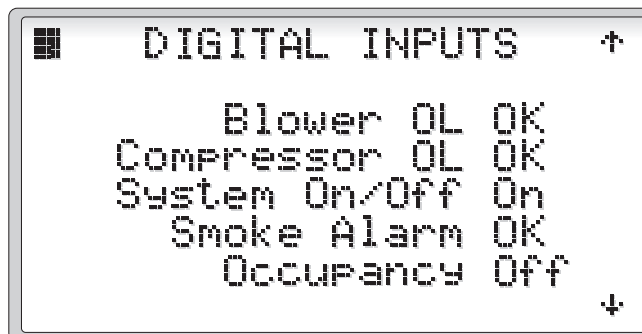 DIGITAL INPUTS ↑
Blower OL OK
Compressor OL OK
System On/Off On
Smoke Alarm OK
Occupancy Off
↓